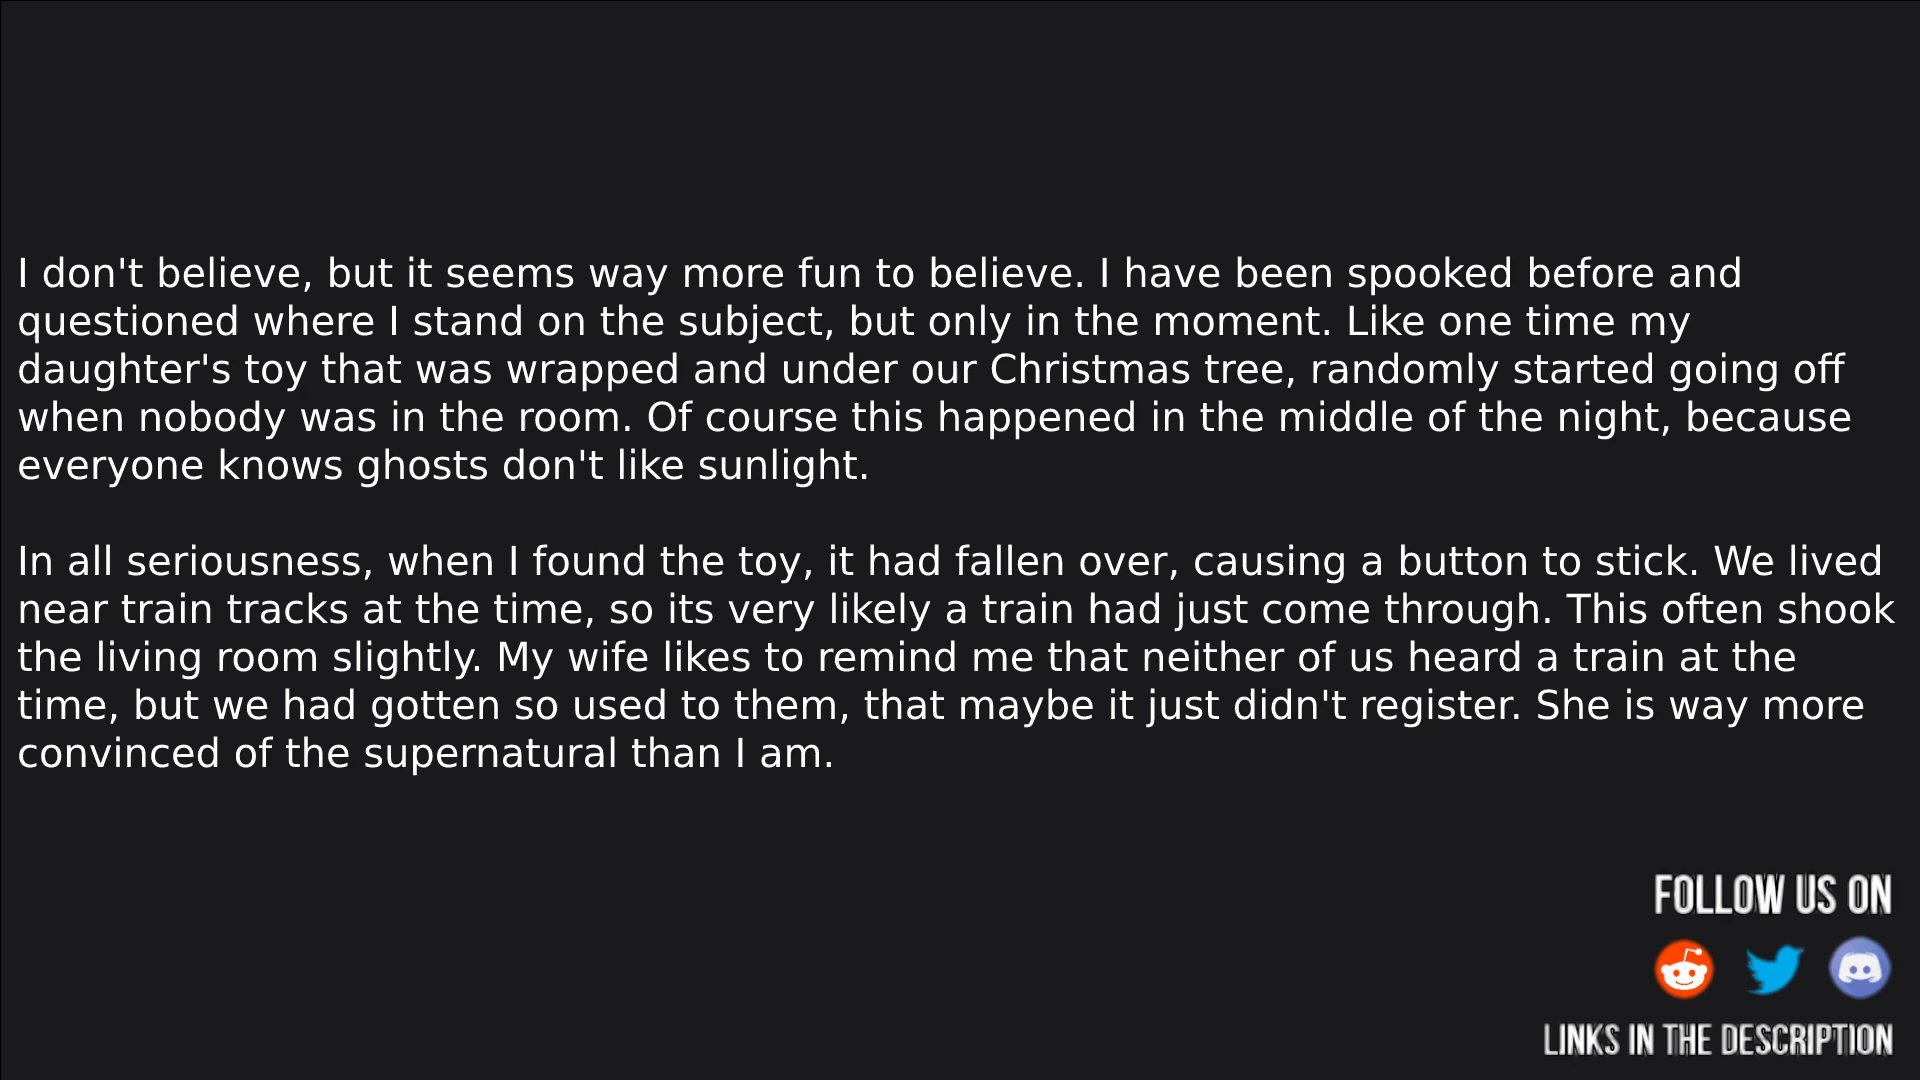 I don't believe, but it seems way more fun to believe. I have been spooked before and
questioned where I stand on the subject, but only in the moment. Like one time my
daughter's toy that was wrapped and under our Christmas tree, randomly started going off
when nobody was in the room. Of course this happened in the middle of the night, because
everyone knows ghosts don't like sunlight.
In all seriousness, when I found the toy, it had fallen over, causing a button to stick. We lived
near train tracks at the time, so its very likely a train had just come through. This often shook
the living room slightly. My wife likes to remind me that neither of us heard a train at the
time, but we had gotten so used to them, that maybe it just didn't register. She is way more
convinced of the supernatural than I am.
FOLLOW US ON
LINKS IN THE DESCRIPTION